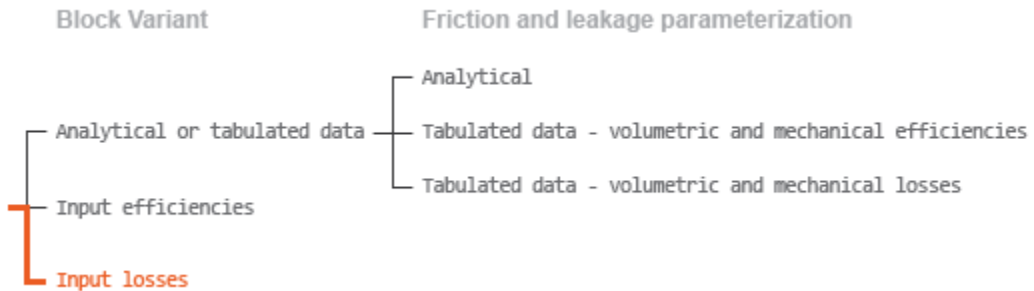 Block Variant
Friction and leakage parameterization
Analytical
Analytical or tabulated data
Tabulated data - volumetric and mechanical efficiencies
Tabulated data - volumetric and mechanical losses
Input efficiencies
Input losses